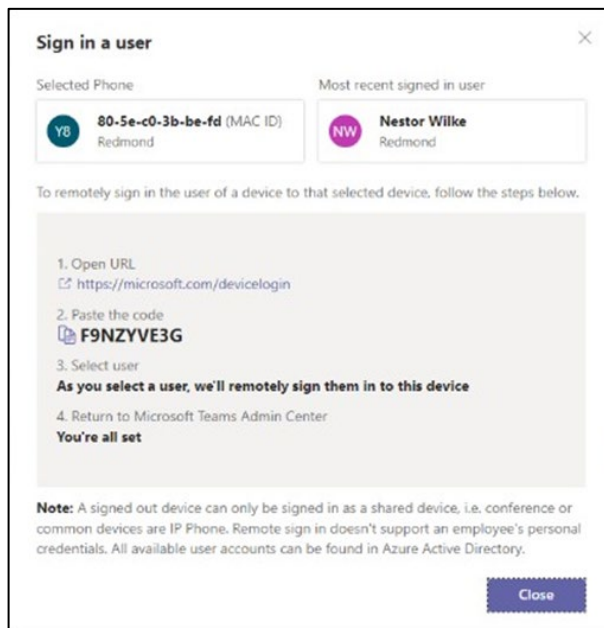 Sign in a user
Selected Phone
Most recent signed in user
Y8
80-5e-c0-3b-be-fd (MAC ID)
Redmond
NW
Nestor Wilke
Redmond
To remotely sign in the user of a device to that selected device, follow the steps below.
1. Open URL
https://microsoft.com/devicelogin
2. Paste the code
F9NZYVE3G
3. Select user
As you select a user, we'll remotely sign them in to this device
4. Return to Microsoft Teams Admin Center
You're all set
Note: A signed out device can only be signed in as a shared device, i.e. conference or
common devices are IP Phone. Remote sign in doesn't support an employee's personal
credentials. All available user accounts can be found in Azure Active Directory.
Close